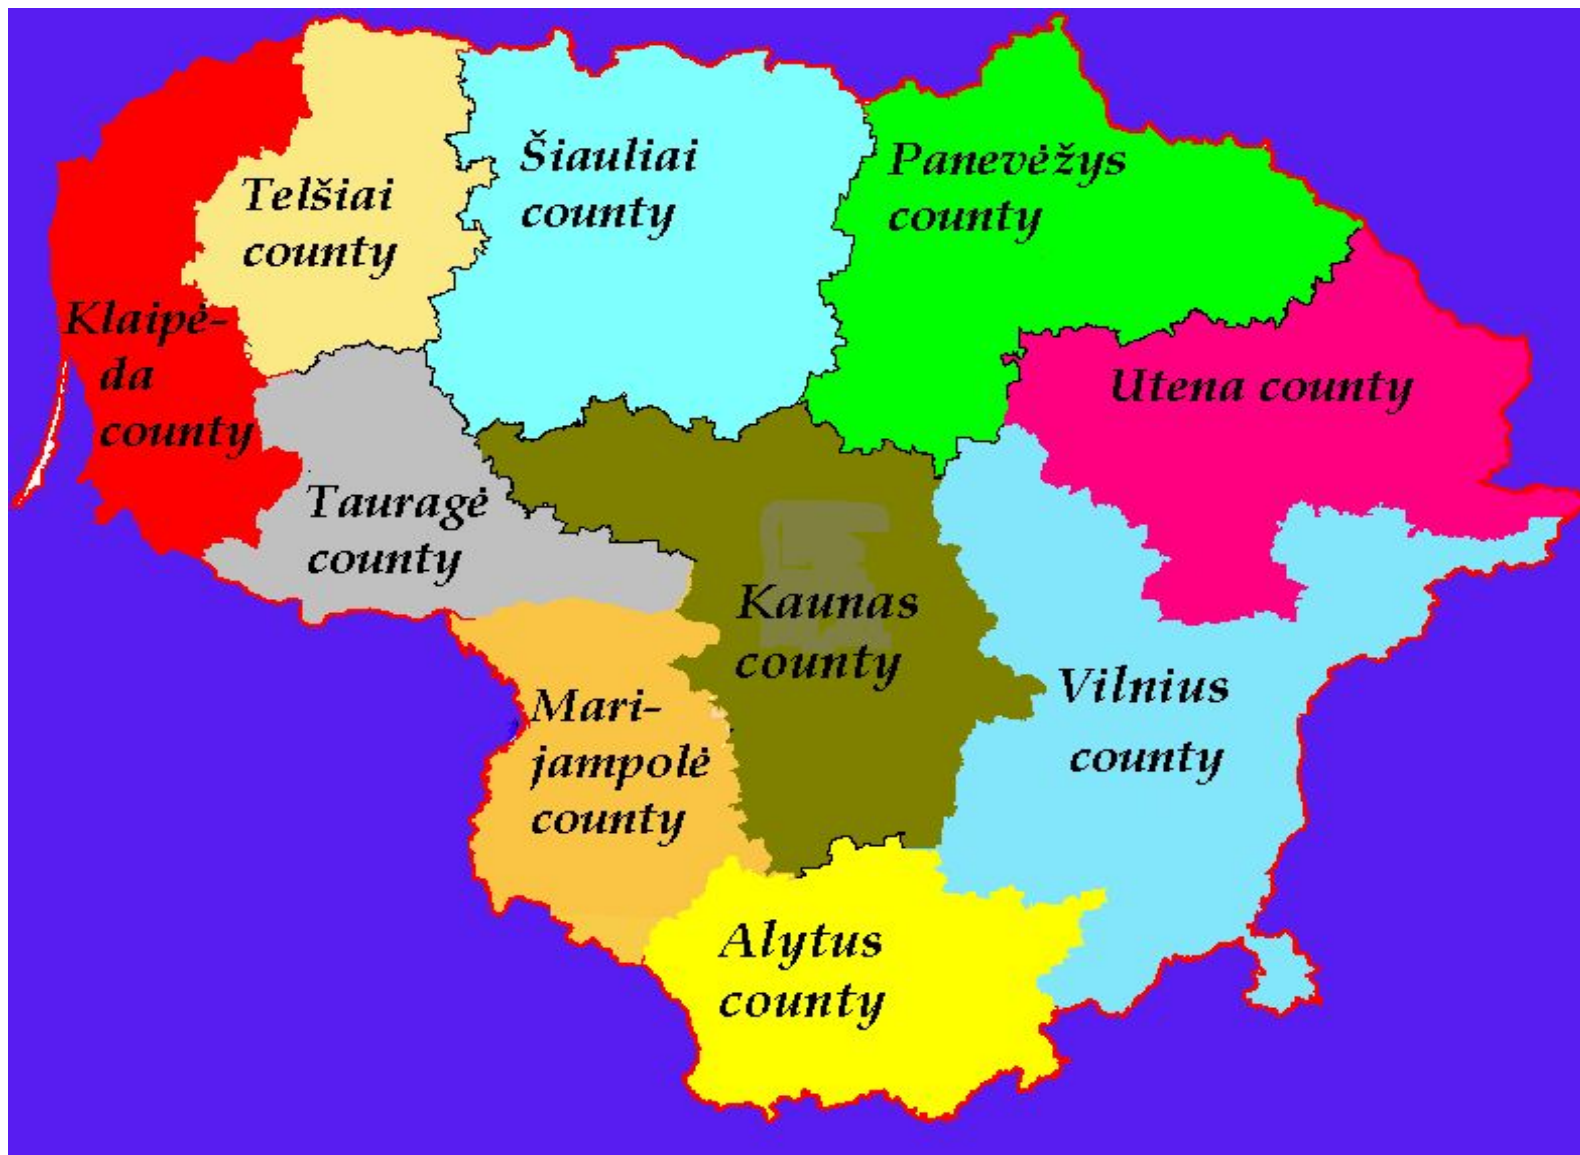 Šiauliai
county
Panevėžys
county
Telšiai
county
Klaipė-
da
county
Utena county
Tauragė
county
Kaunas
county
Mari-
jampolė
county
Vilnius
county
Alytus
county